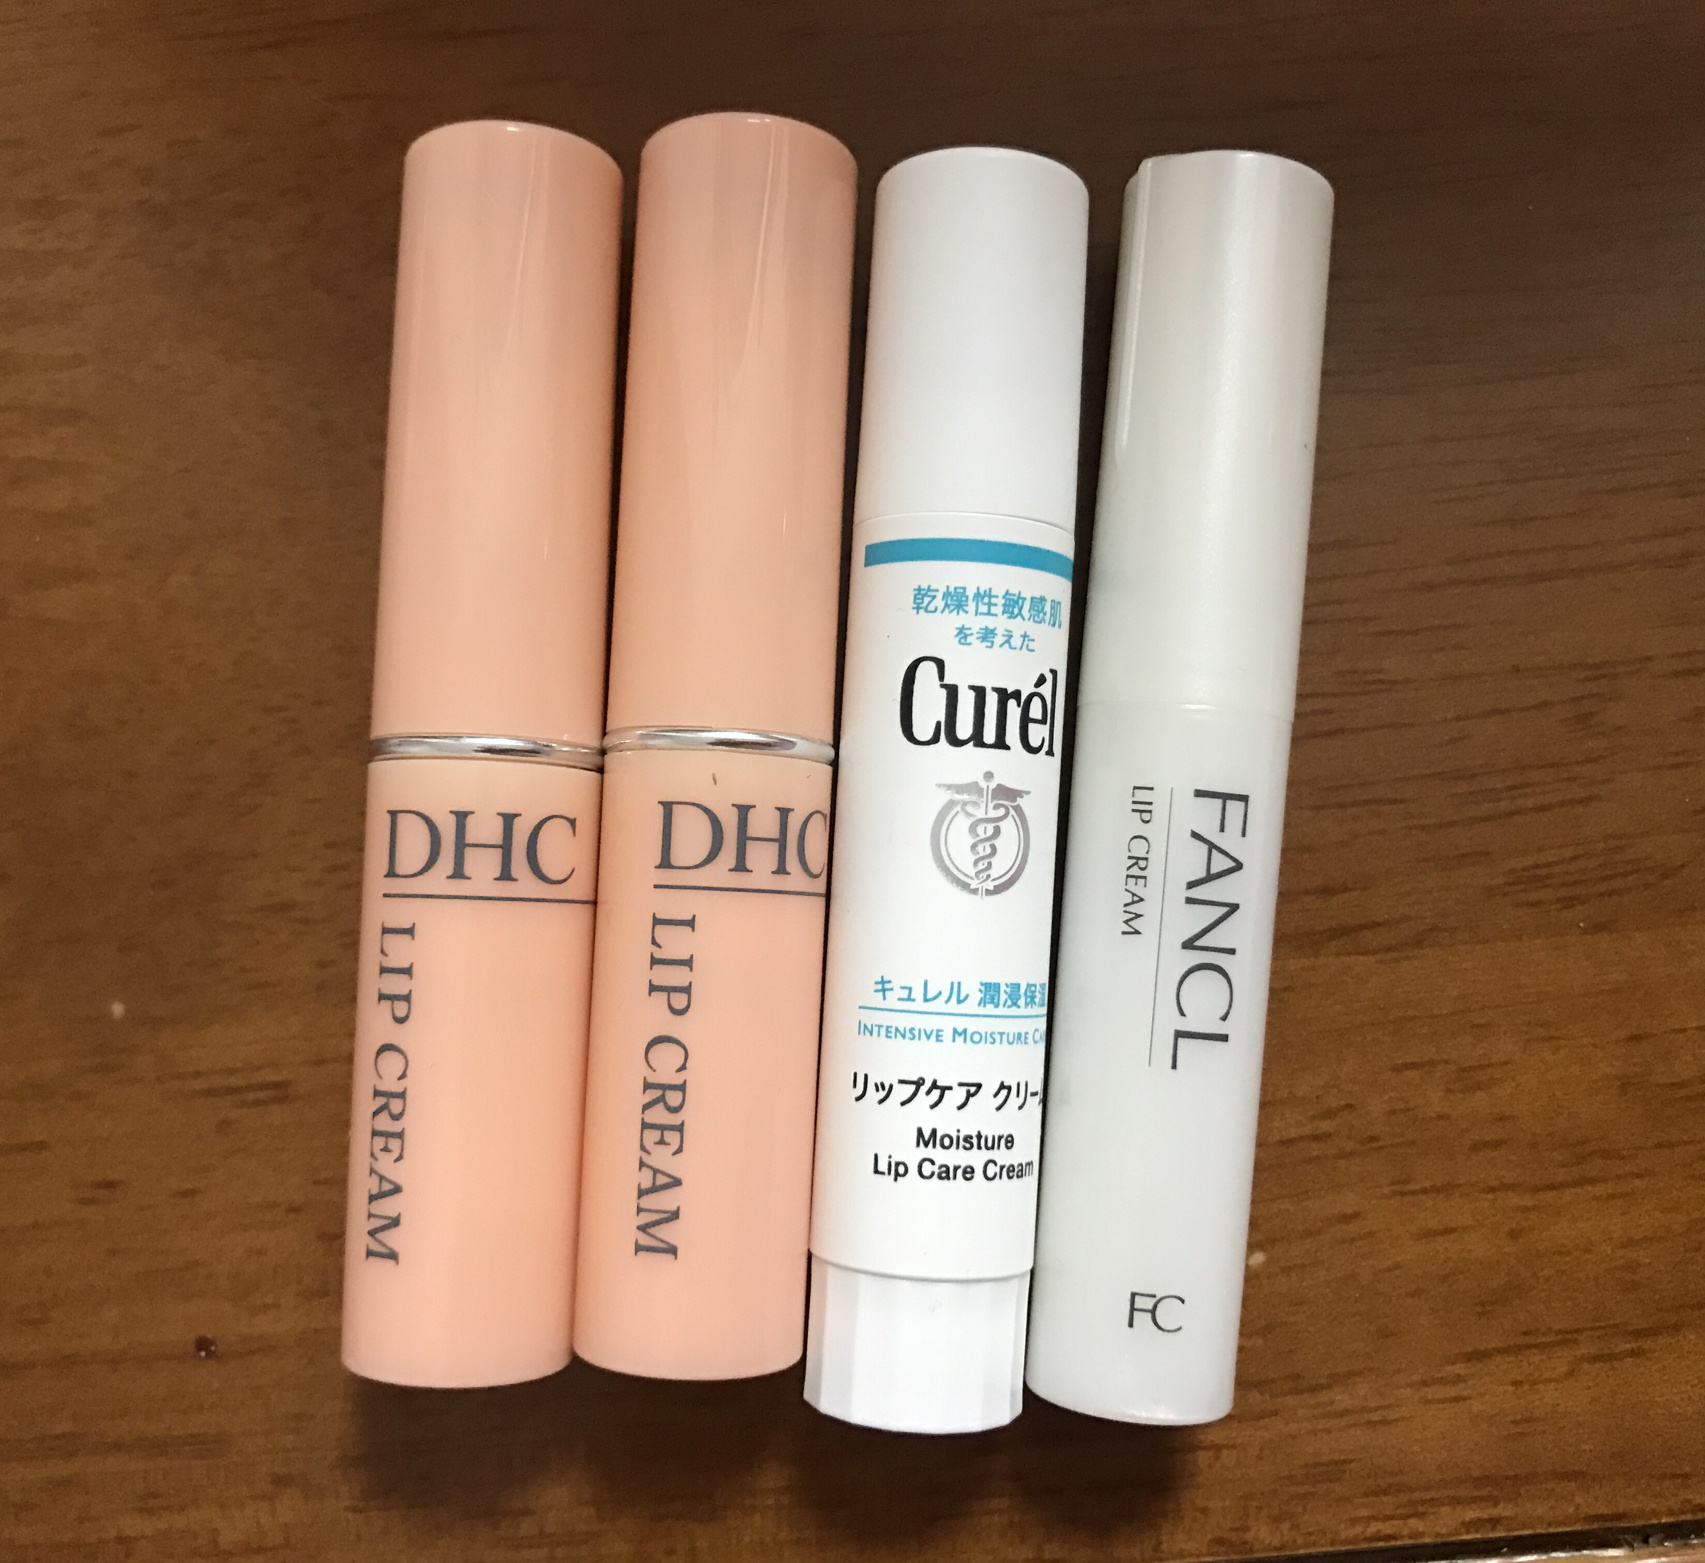 DHC
LIP CREAM
DHC
LIP CREAM
乾燥性敏感肌
を考えた
Curél
キュレル 潤浸保湿
INTENSIVE MOISTURE
リップケア クリー
Moisture
Lip Care Cream
FANCL
LIP CREAM
FC